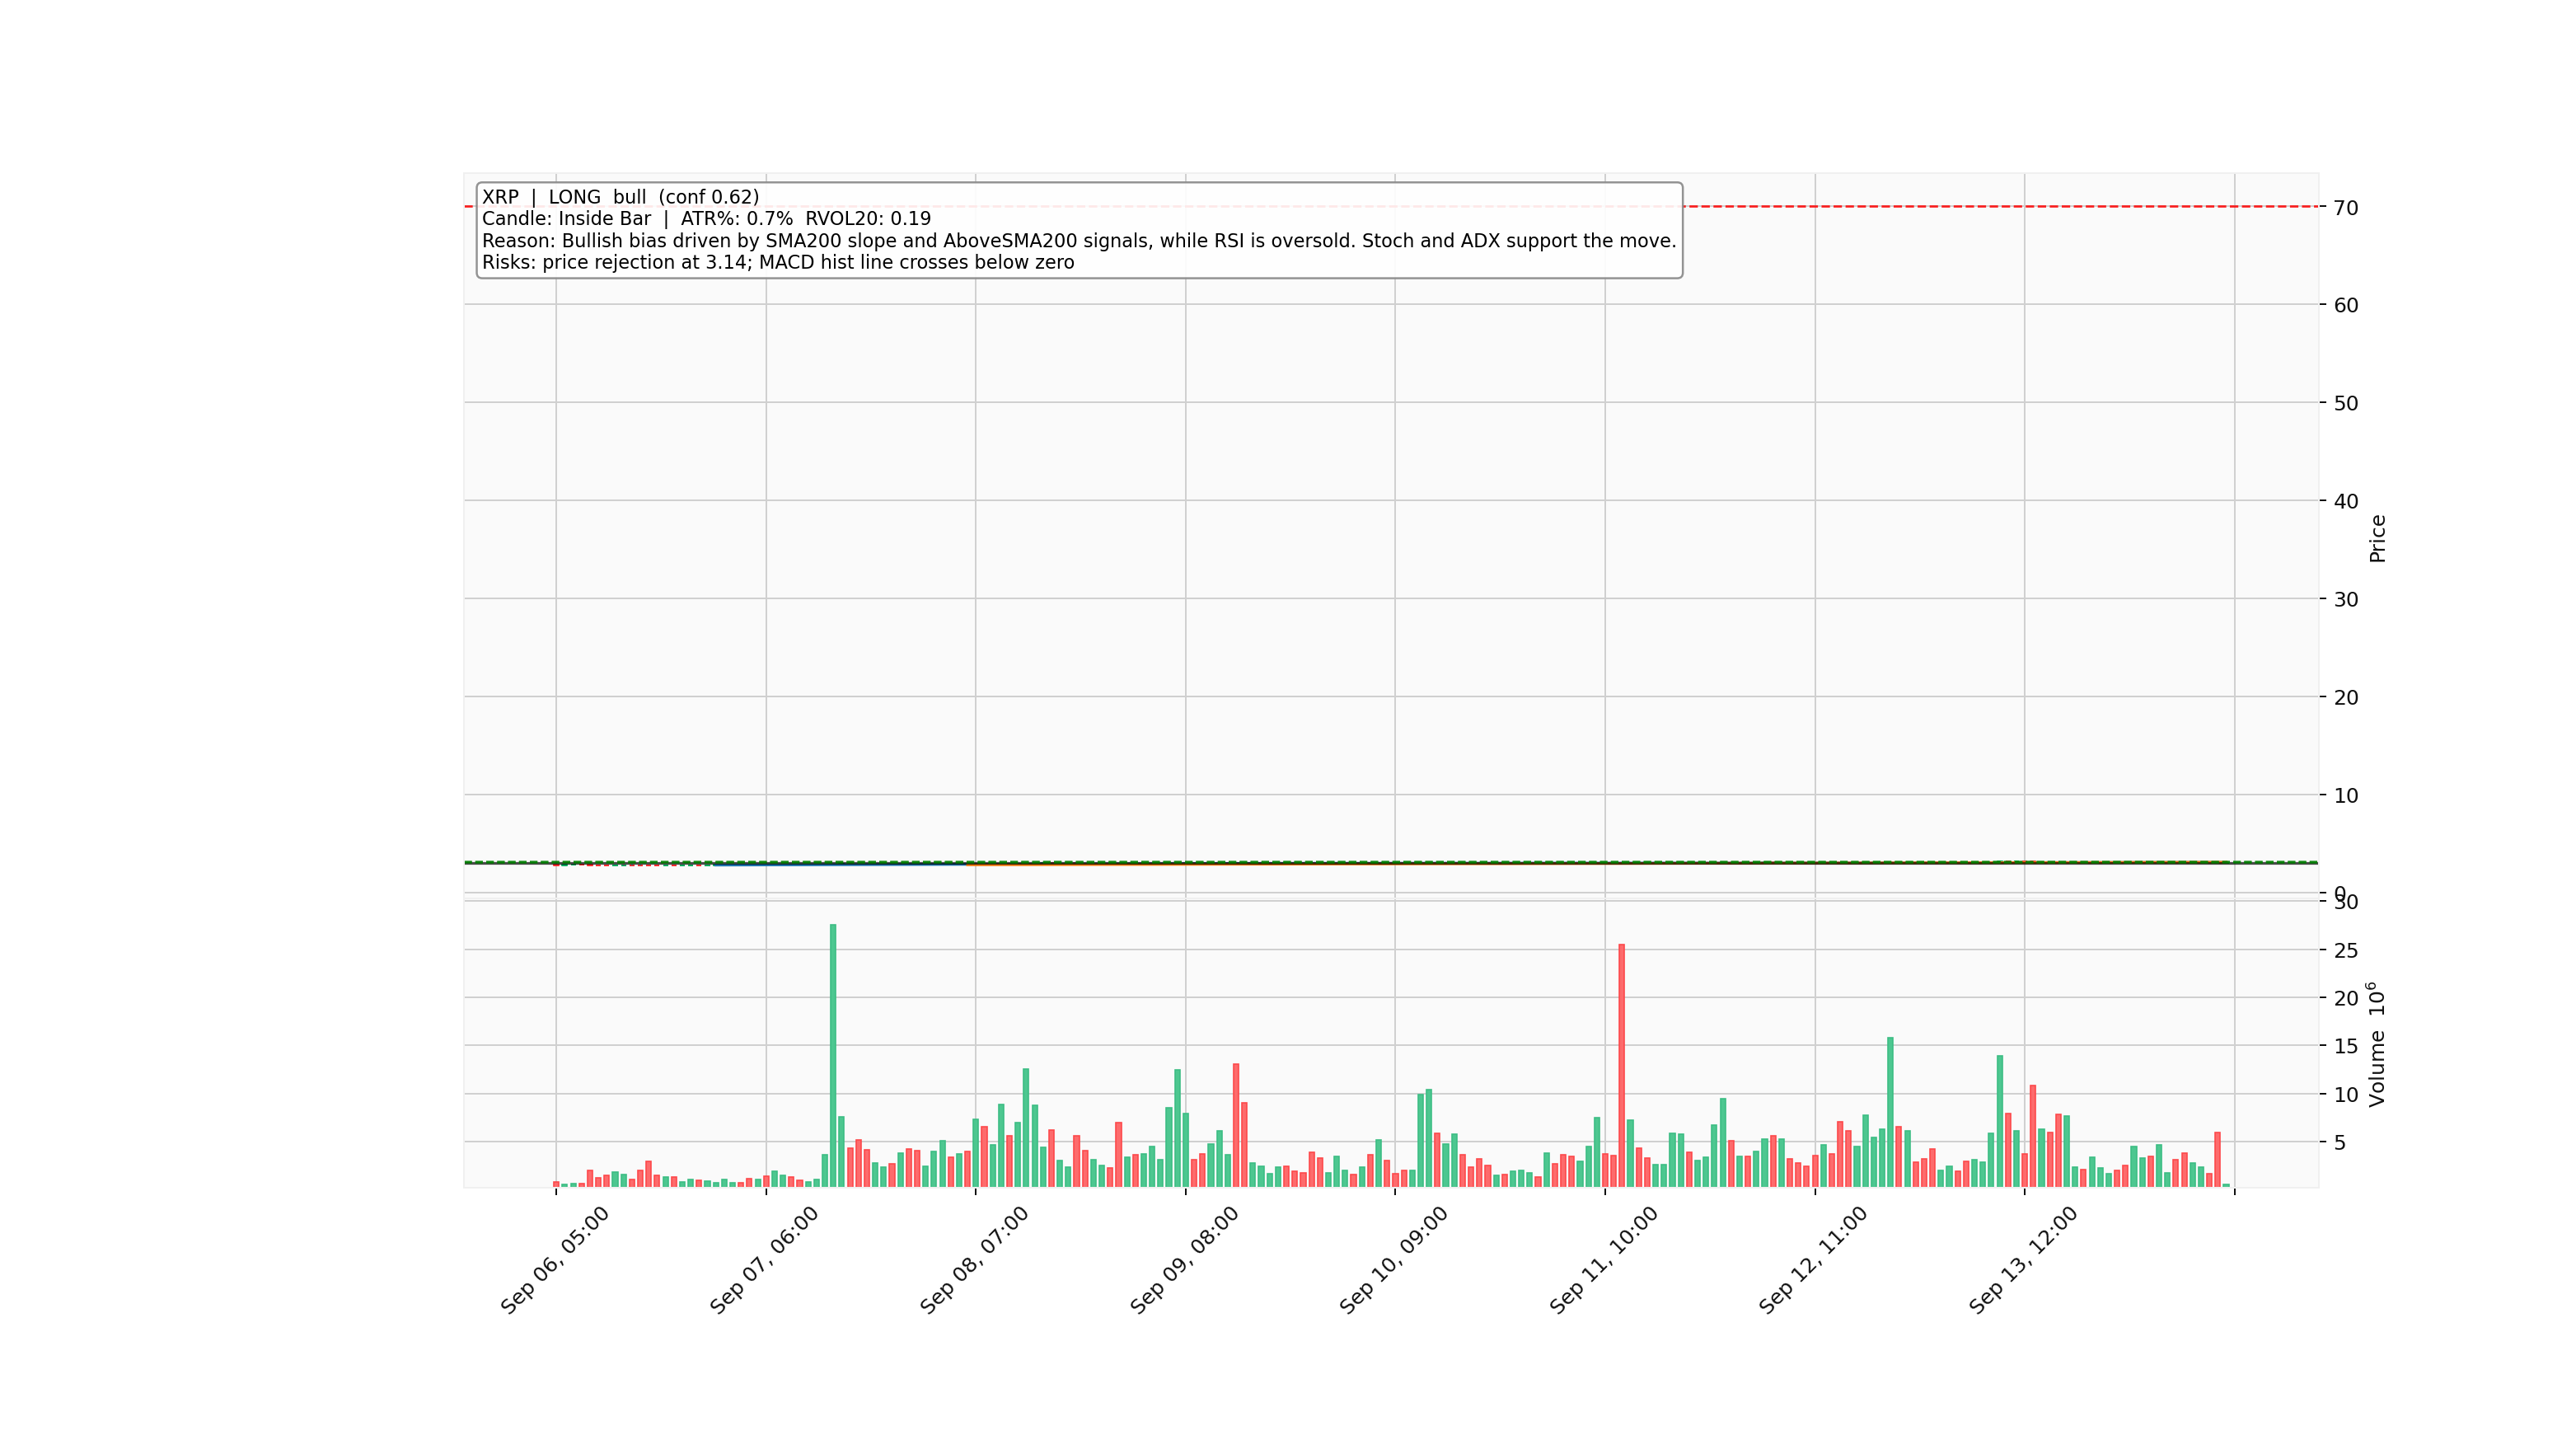 XRP | LONG bull (conf 0.62)
Candle: Inside Bar | ATR%: 0.7% RVOL20: 0.19
Reason: Bullish bias driven by SMA200 slope and AboveSMA200 signals, while RSI is oversold. Stoch and ADX support the move.
Risks: price rejection at 3.14; MACD hist line crosses below zero
70
60
50
40
30
20
10
0
Price
30
25
20
15
10
5
Volume 10⁶
Sep 06, 05:00
Sep 07, 06:00
Sep 08, 07:00
Sep 09, 08:00
Sep 10, 09:00
Sep 11, 10:00
Sep 12, 11:00
Sep 13, 12:00